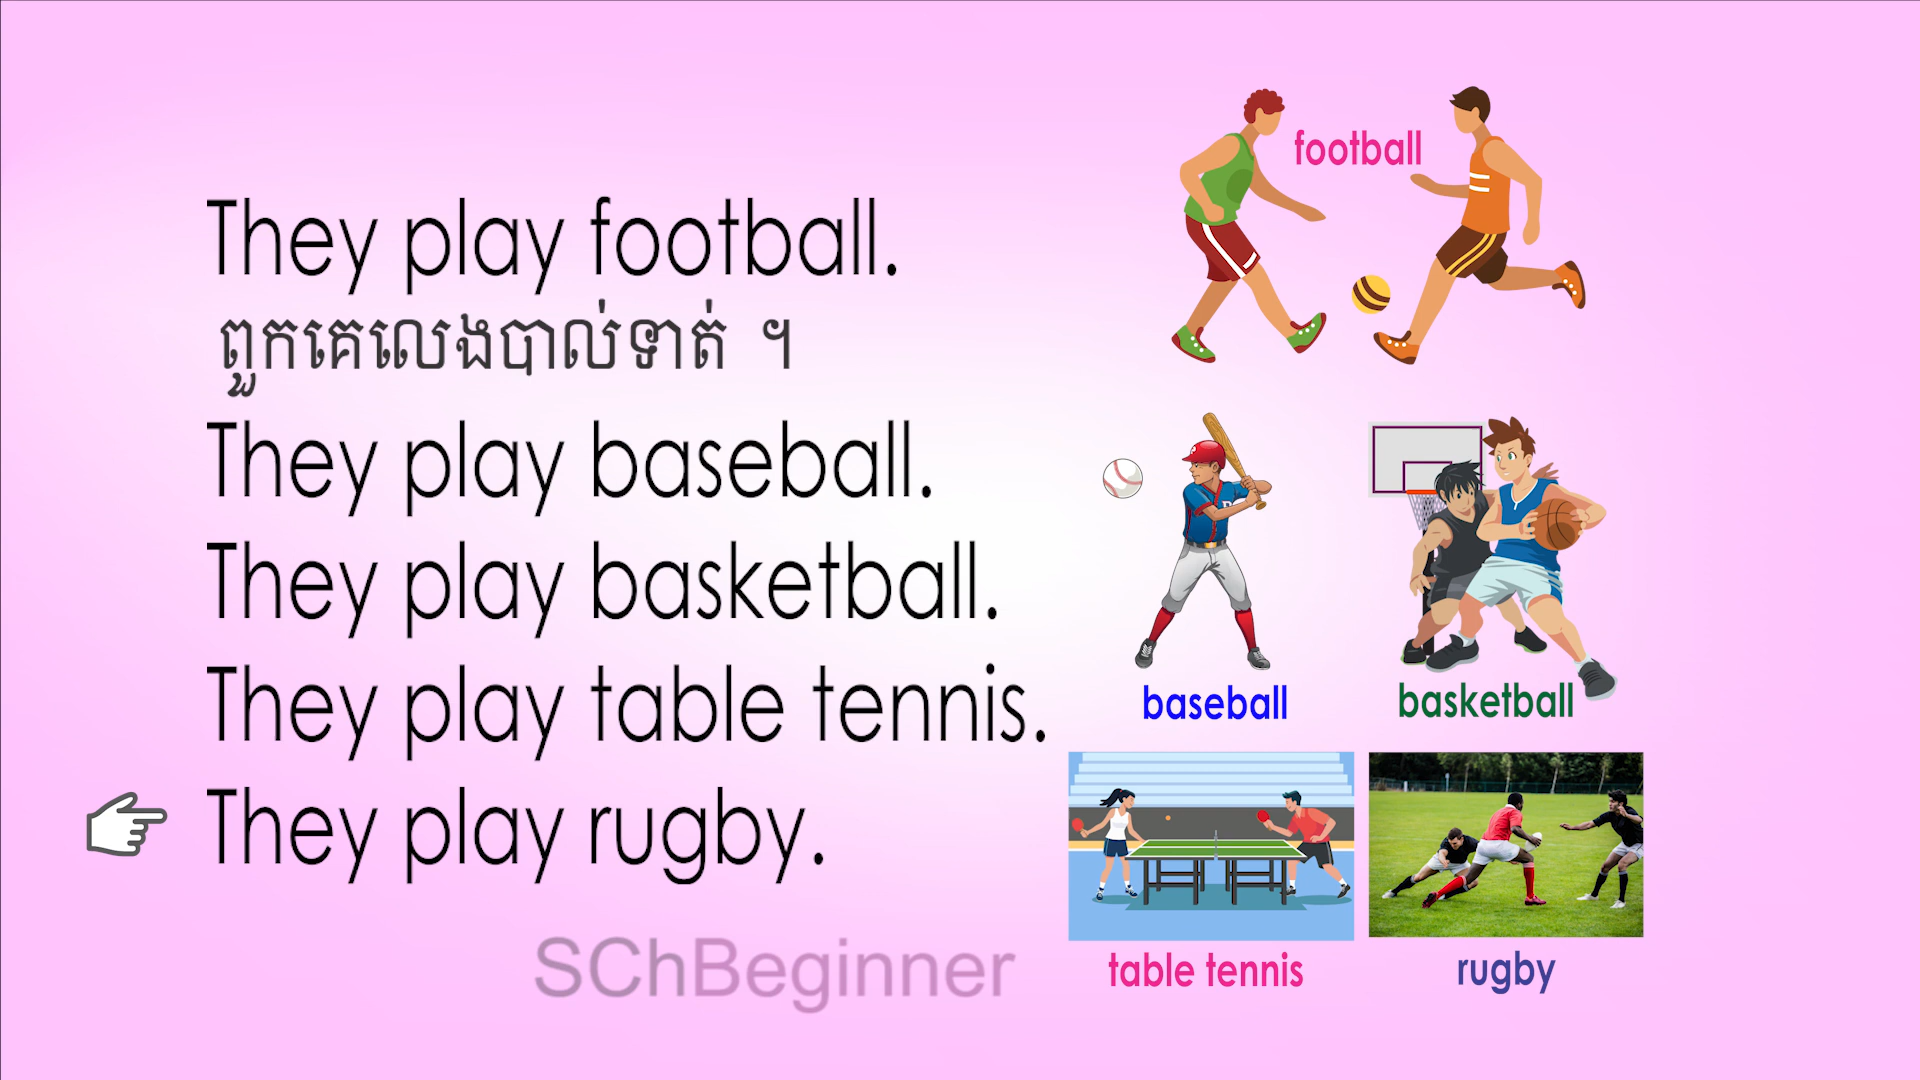 They play football.
ពួកគេលេងបាល់ទាត់ ។
They play baseball.
They play basketball.
They play table tennis.
They play rugby.
football
baseball
basketball
table tennis
rugby
SChBeginner